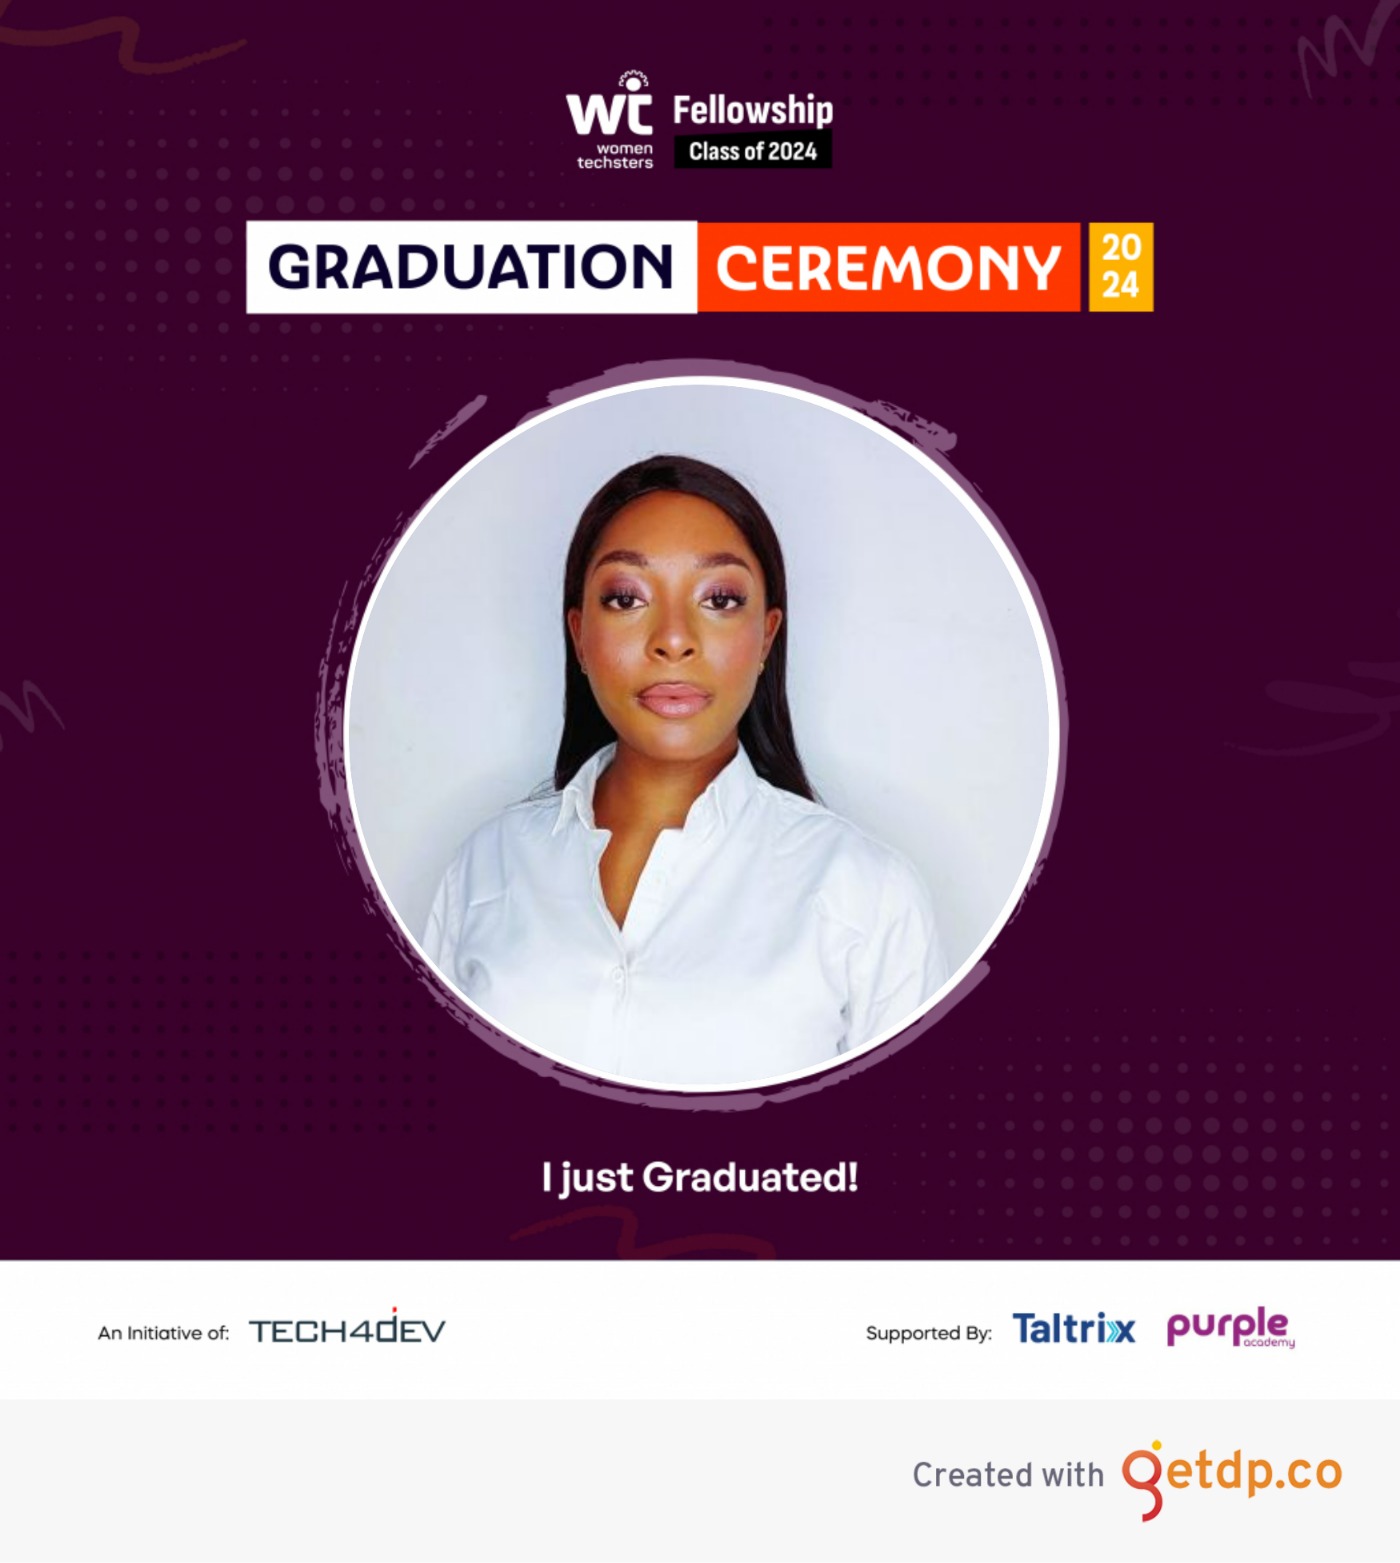 wt
women
techsters
Fellowship
Class of 2024
GRADUATION CEREMONY 20
24
I just Graduated!
An Initiative of: TECH4DEV
Supported By: Taltrix purple
academy
Created with getdp.co